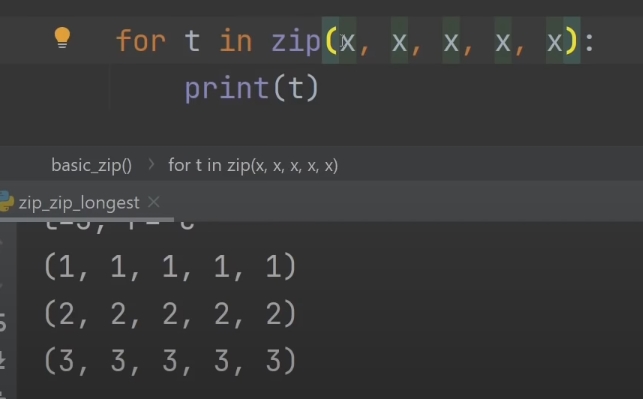 for t in zip(x, x, x, x, x):
print(t)
basic_zip() > for t in zip(x, x, x, x, x)
zip_zip_longest ×
(1, 1, 1, 1, 1)
(2, 2, 2, 2, 2)
(3, 3, 3, 3, 3)